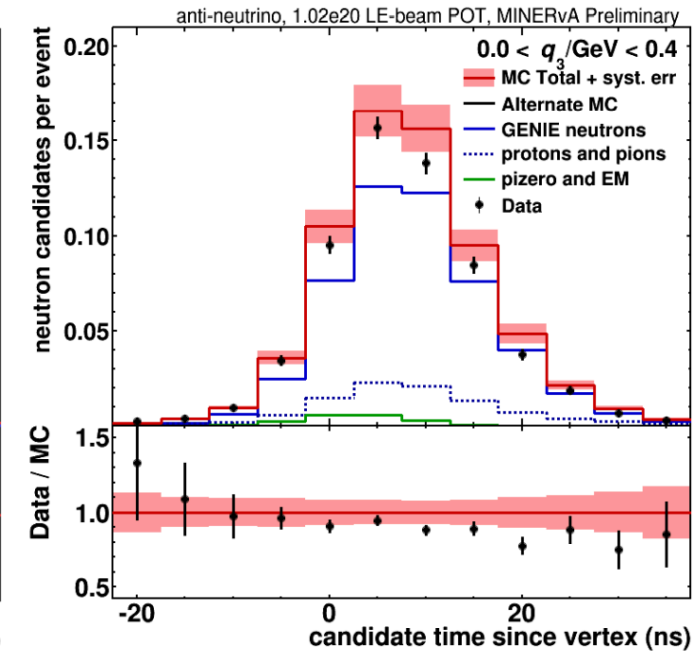 anti-neutrino, 1.02e20 LE-beam POT, MINERvA Preliminary
0.0 < q3/GeV < 0.4
MC Total + syst. err
Alternate MC
GENIE neutrons
protons and pions
pizero and EM
Data
neutron candidates per event
0.20
0.15
0.10
0.05
Data / MC
1.5
1.0
0.5
-20 0 20
candidate time since vertex (ns)